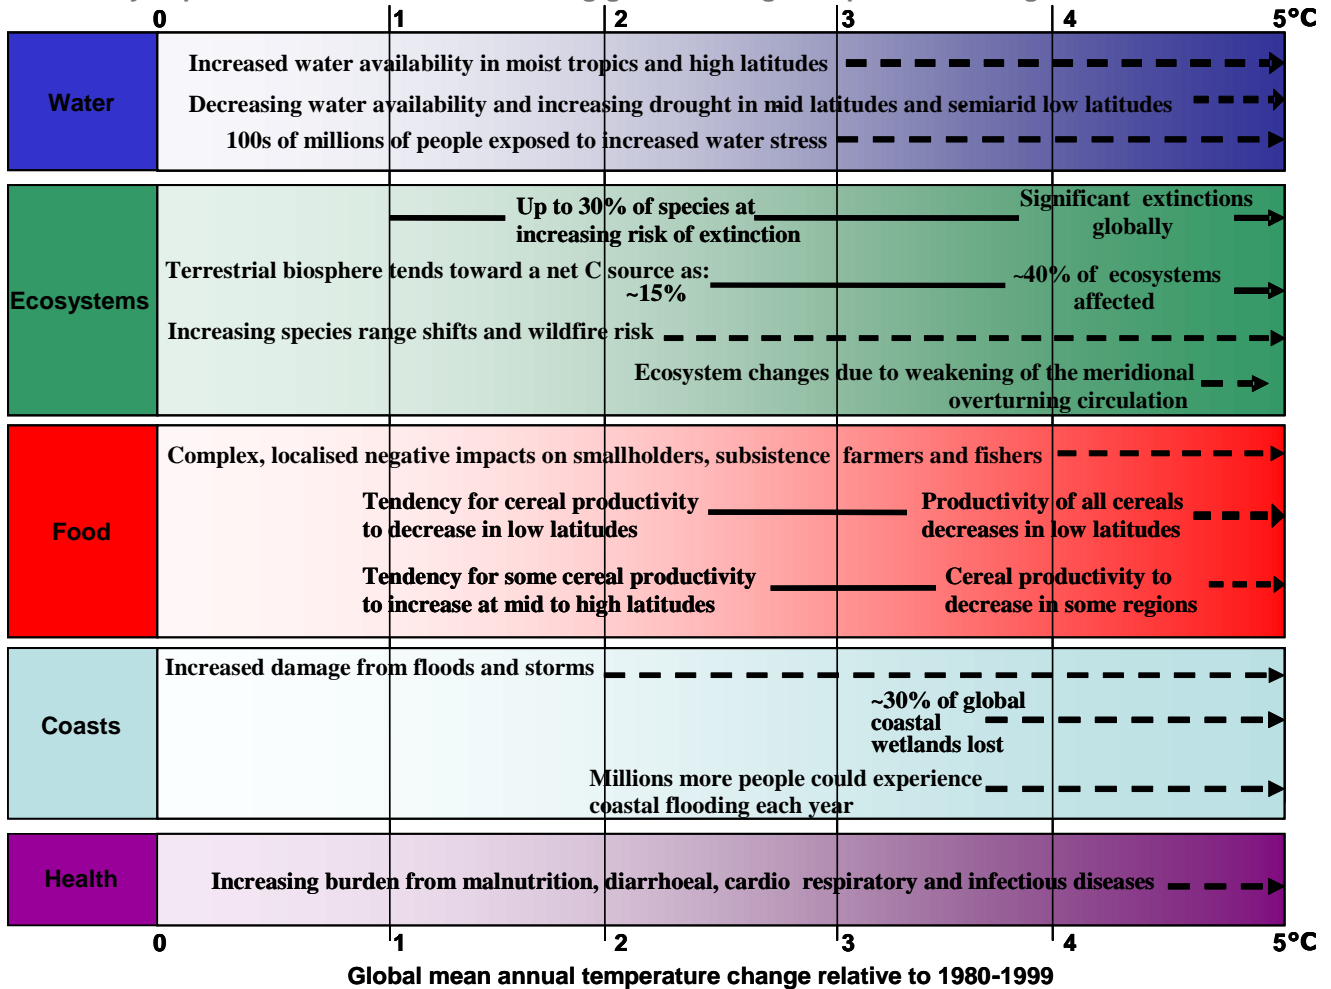 0 1 2 3 4 5°C
Water
Increased water availability in moist tropics and high latitudes
Decreasing water availability and increasing drought in mid latitudes and semiarid low latitudes
100s of millions of people exposed to increased water stress
Ecosystems
Up to 30% of species at
increasing risk of extinction
Significant extinctions
globally
Terrestrial biosphere tends toward a net C source as:
~15%
~40% of ecosystems
affected
Increasing species range shifts and wildfire risk
Ecosystem changes due to weakening of the meridional
overturning circulation
Food
Complex, localised negative impacts on smallholders, subsistence farmers and fishers
Tendency for cereal productivity
to decrease in low latitudes
Productivity of all cereals
decreases in low latitudes
Tendency for some cereal productivity
to increase at mid to high latitudes
Cereal productivity to
decrease in some regions
Coasts
Increased damage from floods and storms
~30% of global
coastal
wetlands lost
Millions more people could experience
coastal flooding each year
Health
Increasing burden from malnutrition, diarrhoeal, cardio respiratory and infectious diseases
0 1 2 3 4 5°C
Global mean annual temperature change relative to 1980-1999